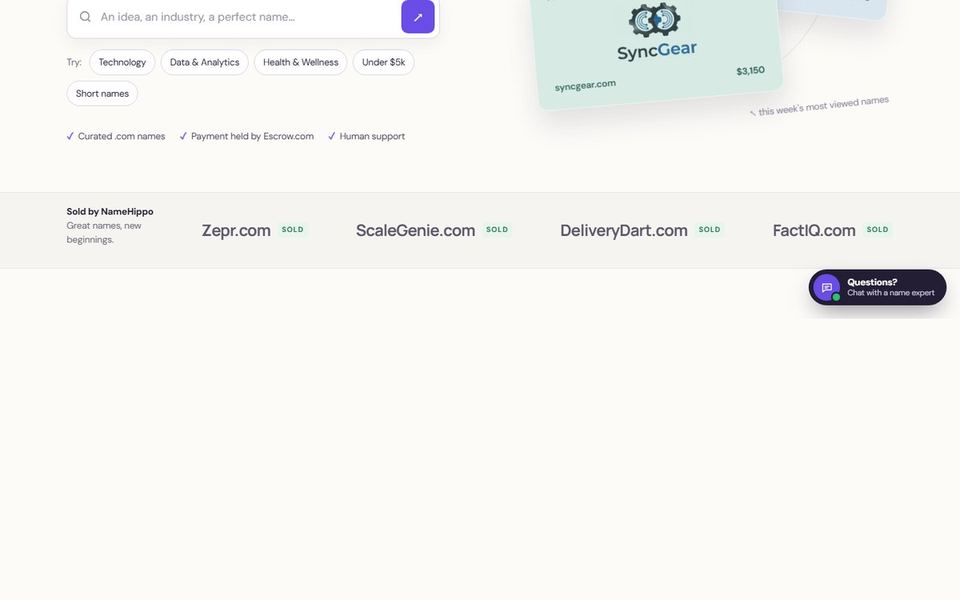 An idea, an industry, a perfect name...
Try:
Technology
Data & Analytics
Health & Wellness
Under $5k
Short names
✓ Curated .com names
✓ Payment held by Escrow.com
✓ Human support
SyncGear
syncgear.com
$3,150
↖ this week's most viewed names
Sold by NameHippo
Great names, new
beginnings.
Zepr.com SOLD
ScaleGenie.com SOLD
DeliveryDart.com SOLD
FactIQ.com SOLD
Questions?
Chat with a name expert